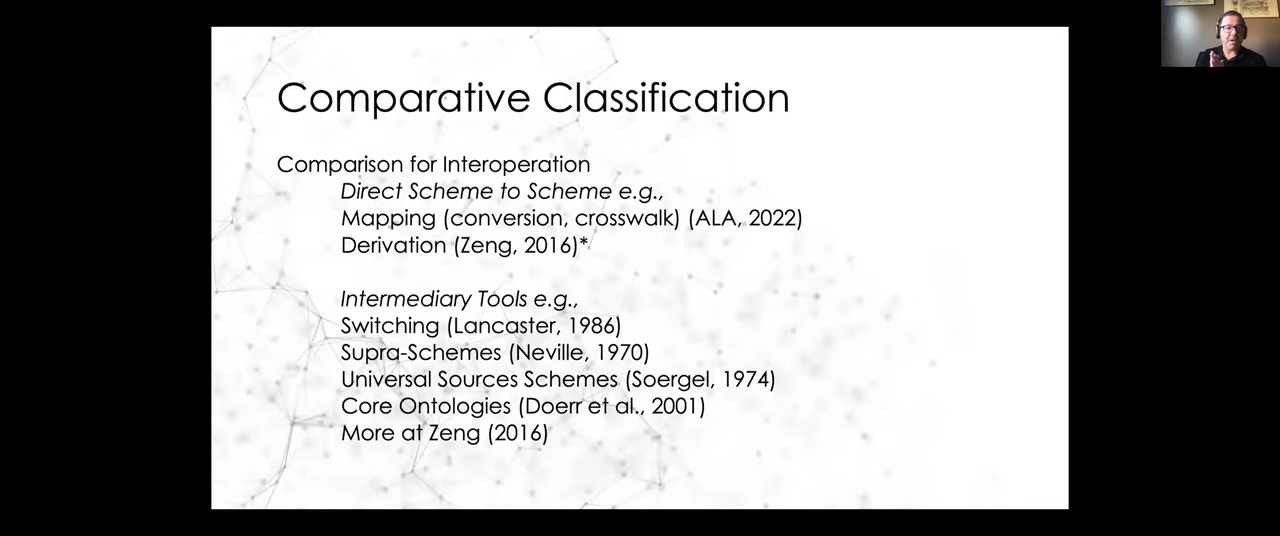 Comparative Classification
Comparison for Interoperation
Direct Scheme to Scheme e.g.,
Mapping (conversion, crosswalk) (ALA, 2022)
Derivation (Zeng, 2016)*
Intermediary Tools e.g.,
Switching (Lancaster, 1986)
Supra-Schemes (Neville, 1970)
Universal Sources Schemes (Soergel, 1974)
Core Ontologies (Doerr et al., 2001)
More at Zeng (2016)